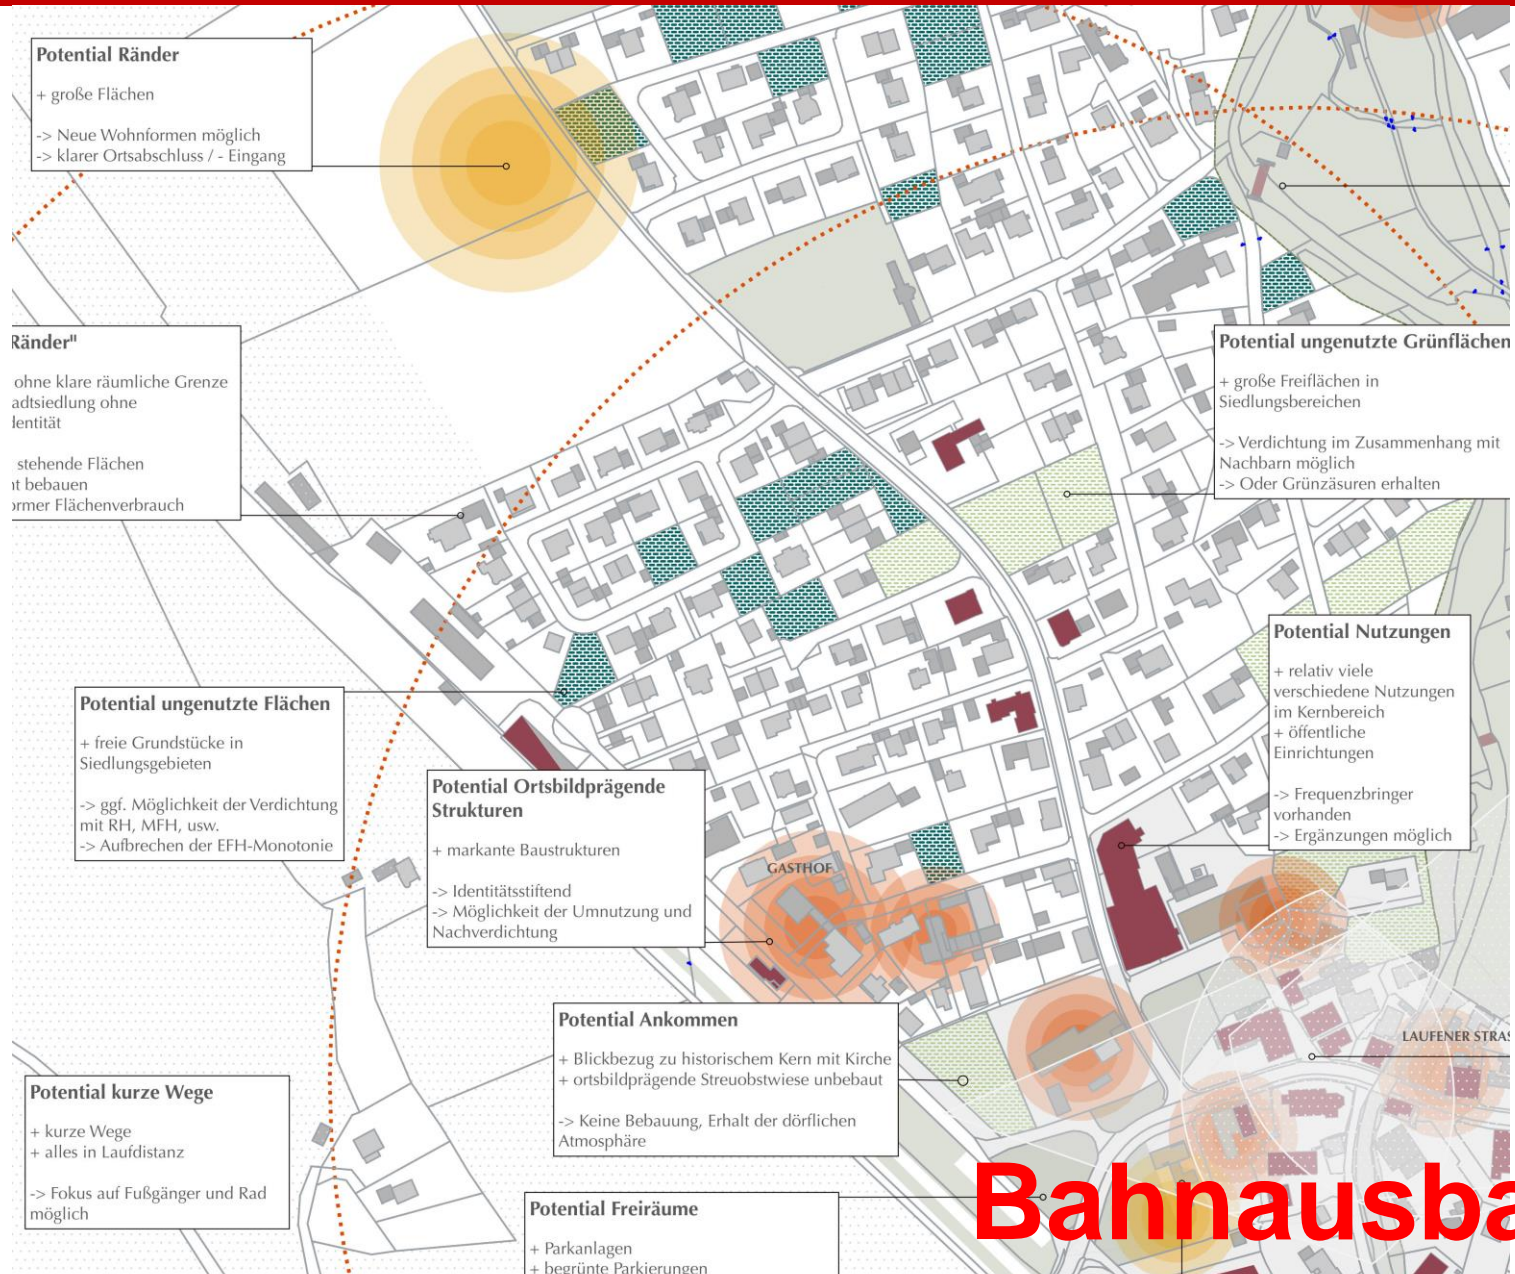 Potential Ränder
+ große Flächen
-> Neue Wohnformen möglich
-> klarer Ortsabschluss / - Eingang
Ränder"
ohne klare räumliche Grenze
adtsiedlung ohne
dentität
stehende Flächen
ht bebauen
ormer Flächenverbrauch
Potential ungenutzte Grünflächen
+ große Freiflächen in
Siedlungsbereichen
-> Verdichtung im Zusammenhang mit
Nachbarn möglich
-> Oder Grünzäsuren erhalten
Potential Nutzungen
+ relativ viele
verschiedene Nutzungen
im Kernbereich
+ öffentliche
Einrichtungen
-> Frequenzbringer
vorhanden
-> Ergänzungen möglich
Potential ungenutzte Flächen
+ freie Grundstücke in
Siedlungsgebieten
-> ggf. Möglichkeit der Verdichtung
mit RH, MFH, usw.
-> Aufbrechen der EFH-Monotonie
Potential Ortsbildprägende
Strukturen
+ markante Baustrukturen
-> Identitätsstiftend
-> Möglichkeit der Umnutzung und
Nachverdichtung
GASTHOF
Potential Ankommen
+ Blickbezug zu historischem Kern mit Kirche
+ ortsbildprägende Streuobstwiese unbebaut
-> Keine Bebauung, Erhalt der dörflichen
Atmosphäre
LAUFENER STRAS
Potential kurze Wege
+ kurze Wege
+ alles in Laufdistanz
-> Fokus auf Fußgänger und Rad
möglich
Potential Freiräume
+ Parkanlagen
+ begrünte Parkierungen
Bahnausba